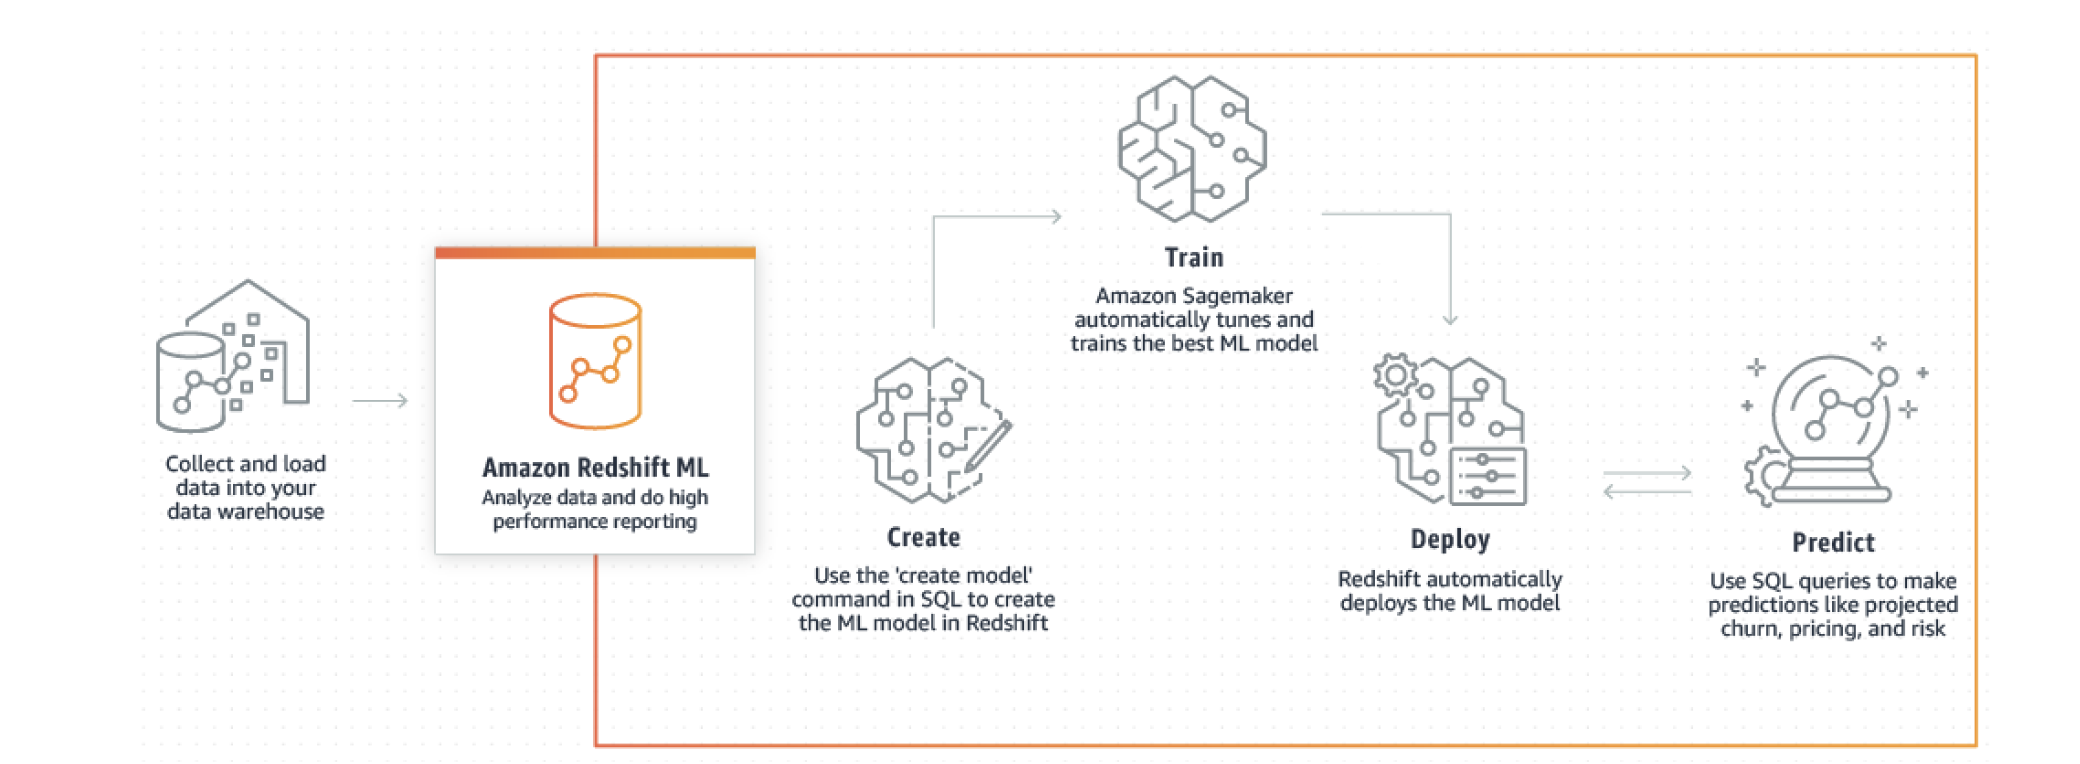 Collect and load
data into your
data warehouse
Amazon Redshift ML
Analyze data and do high
performance reporting
Create
Use the 'create model'
command in SQL to create
the ML model in Redshift
Train
Amazon Sagemaker
automatically tunes and
trains the best ML model
Deploy
Redshift automatically
deploys the ML model
Predict
Use SQL queries to make
predictions like projected
churn, pricing, and risk